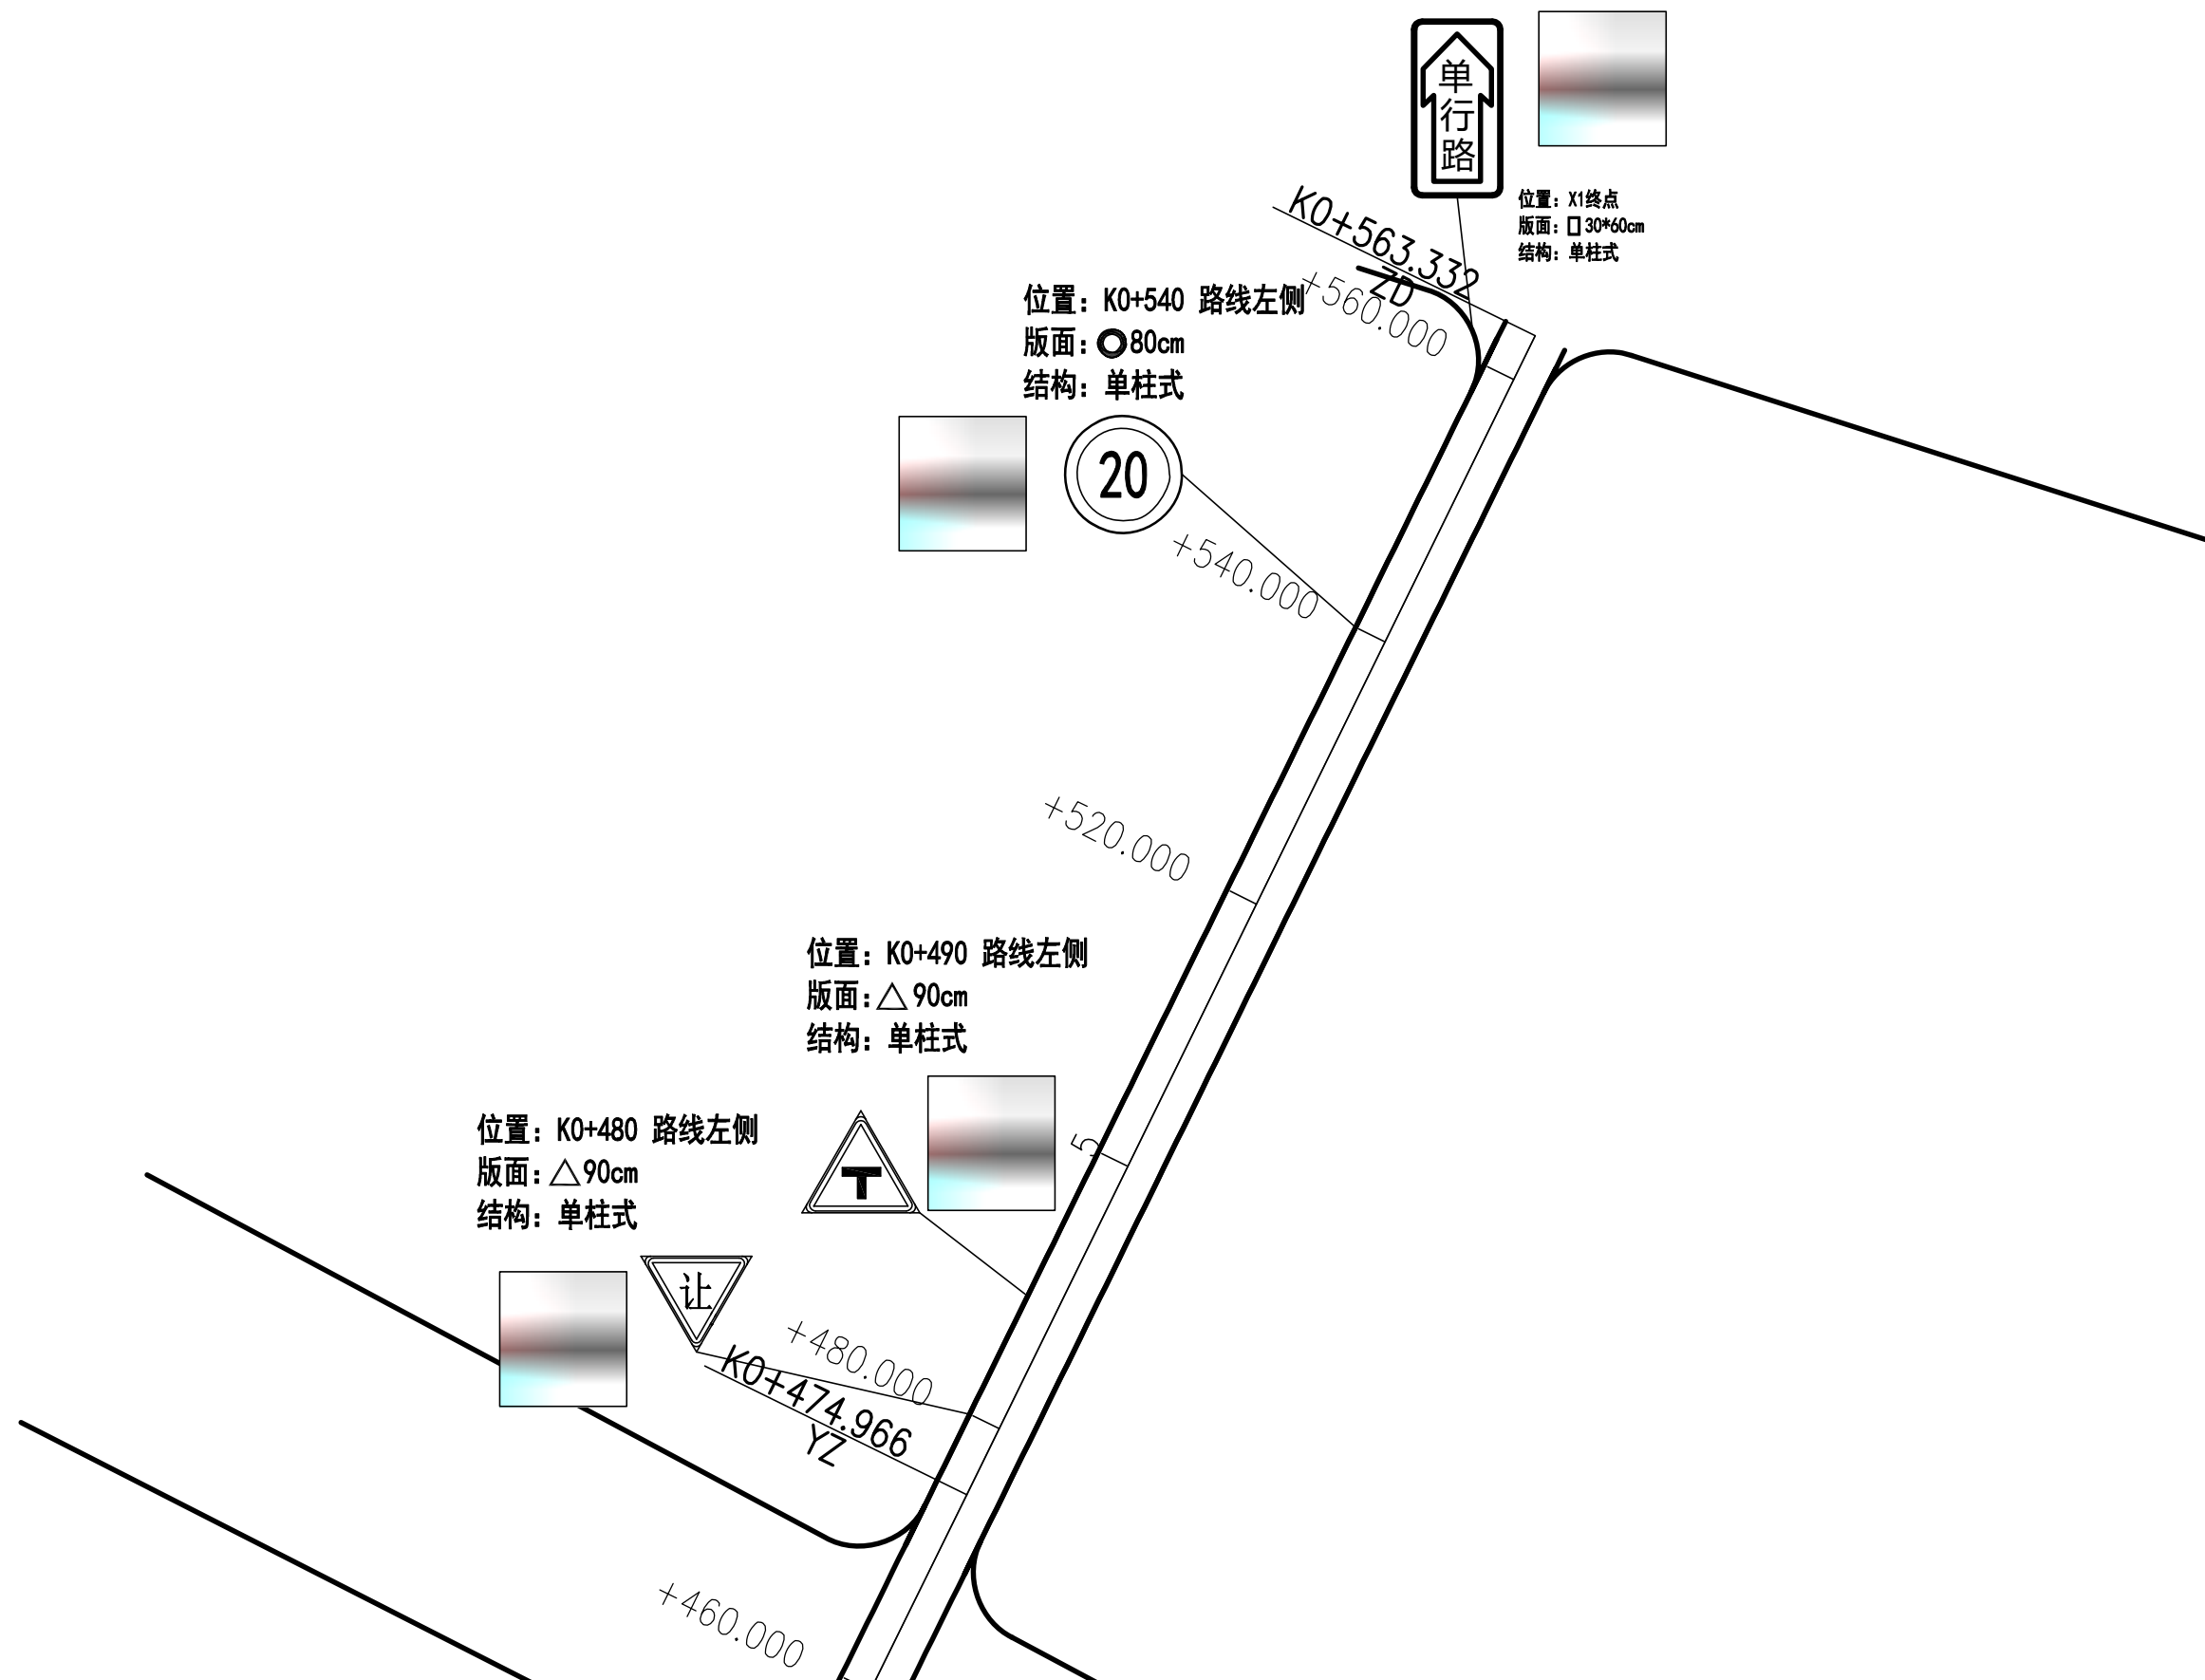 单
行
路
位置: X1终点
版面: 30*60cm
结构: 单柱式
K0+563.332
ZD
+560.000
位置: K0+540 路线左侧
版面: 80cm
结构: 单柱式
20
+540.000
+520.000
位置: K0+490 路线左侧
版面: 90cm
结构: 单柱式
5
位置: K0+480 路线左侧
版面: 90cm
结构: 单柱式
让
+480.000
K0+474.966
YZ
+460.000